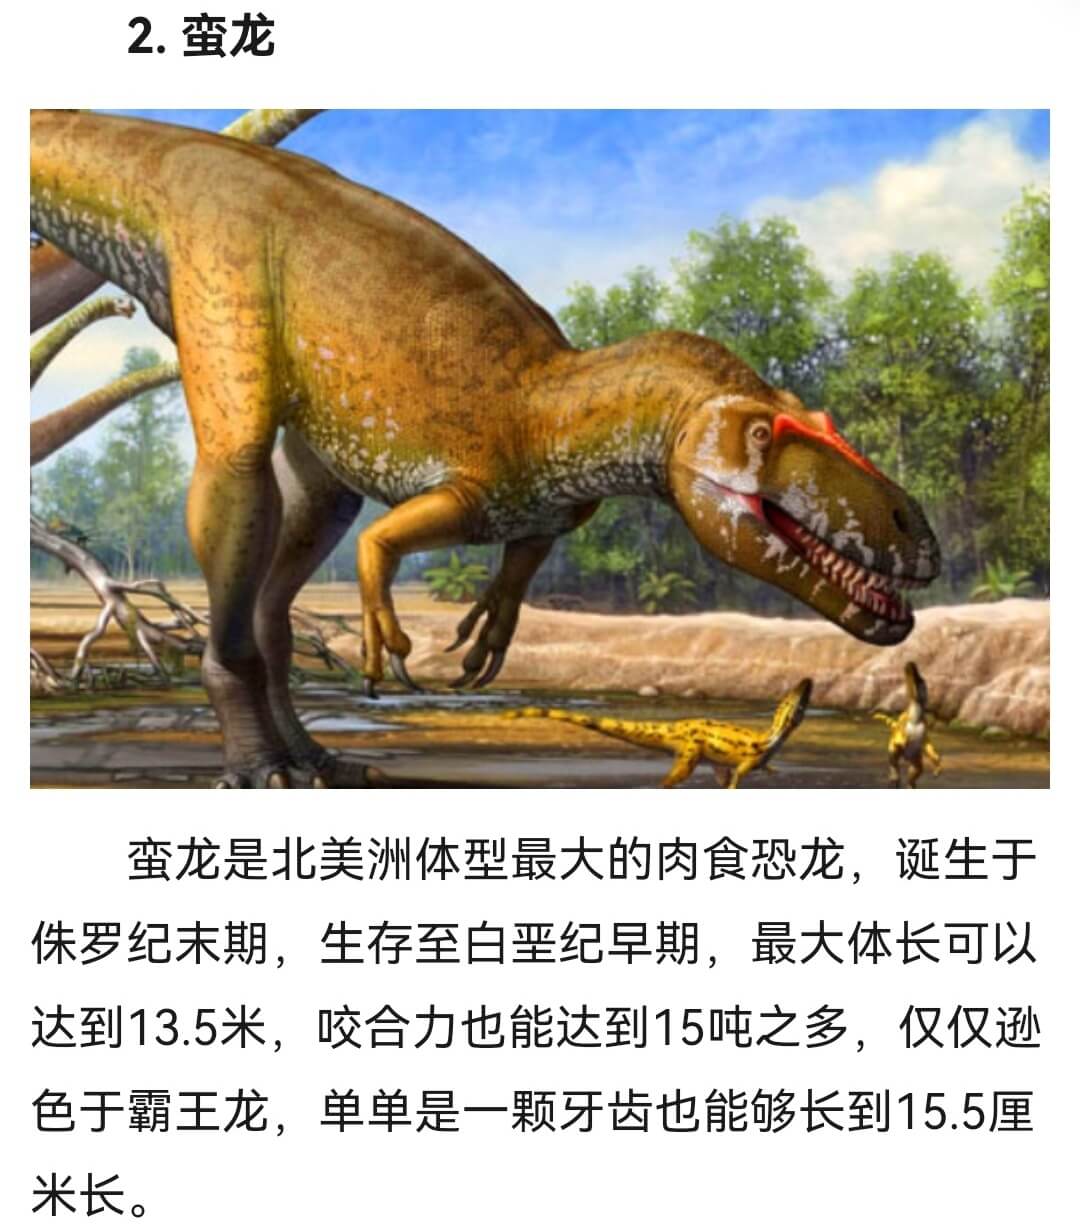 2. 蛮龙
蛮龙是北美洲体型最大的肉食恐龙，诞生于
侏罗纪末期，生存至白垩纪早期，最大体长可以
达到13.5米，咬合力也能达到15吨之多，仅仅逊
色于霸王龙，单单是一颗牙齿也能够长到15.5厘
米长。